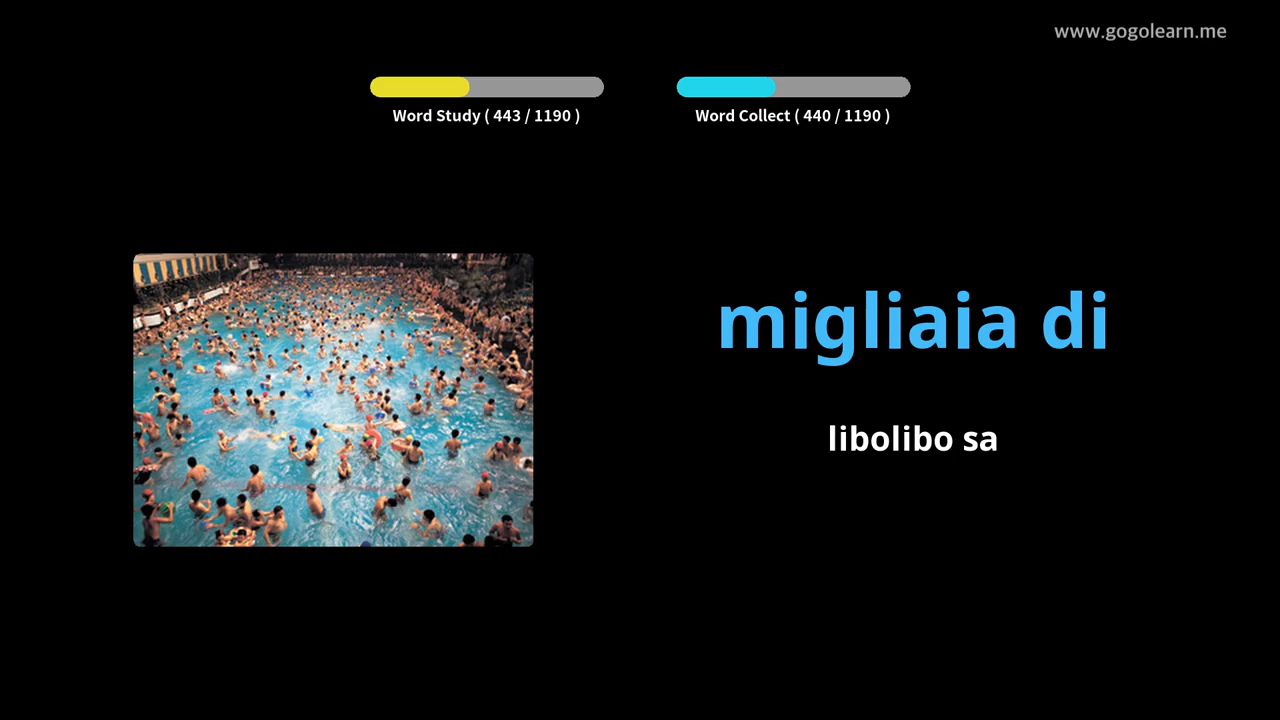 www.gogolearn.me
Word Study ( 443 / 1190 )
Word Collect ( 440 / 1190 )
migliaia di
libolibo sa